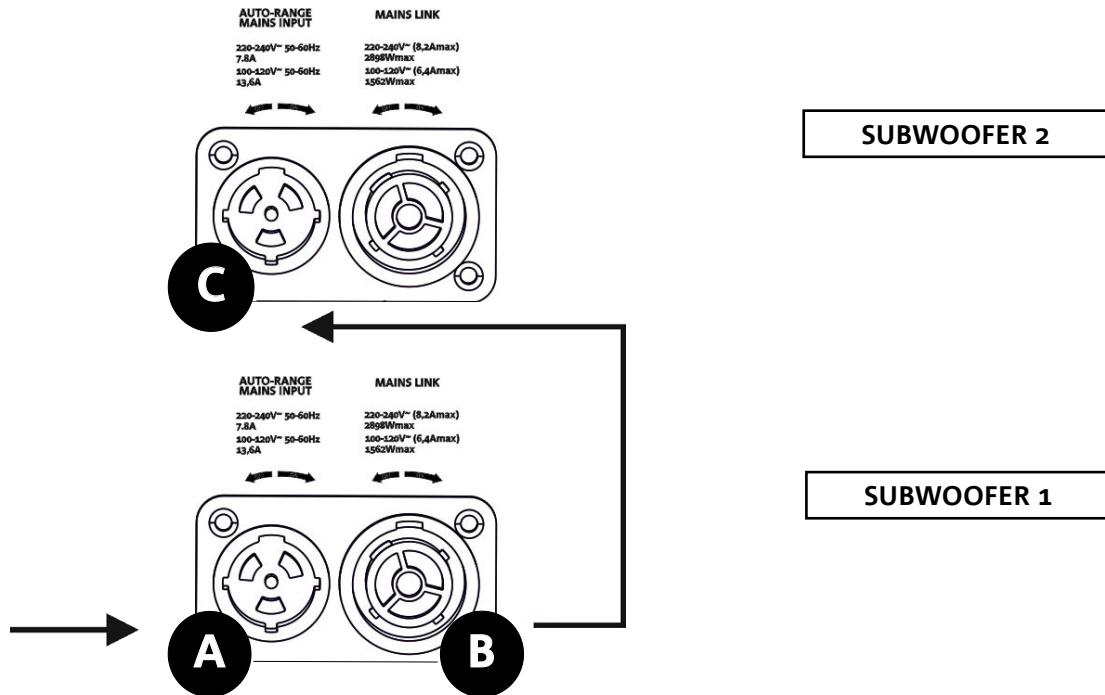 AUTO-RANGE
MAINS INPUT
220-240V~ 50-60Hz
7.8A
100-120V~ 50-60Hz
13,6A
MAINS LINK
220-240V~ (8,2Amax)
2898Wmax
100-120V~ (6,4Amax)
1562Wmax
SUBWOOFER 2
C
AUTO-RANGE
MAINS INPUT
220-240V~ 50-60Hz
7.8A
100-120V~ 50-60Hz
13,6A
MAINS LINK
220-240V~ (8,2Amax)
2898Wmax
100-120V~ (6,4Amax)
1562Wmax
SUBWOOFER 1
A
B